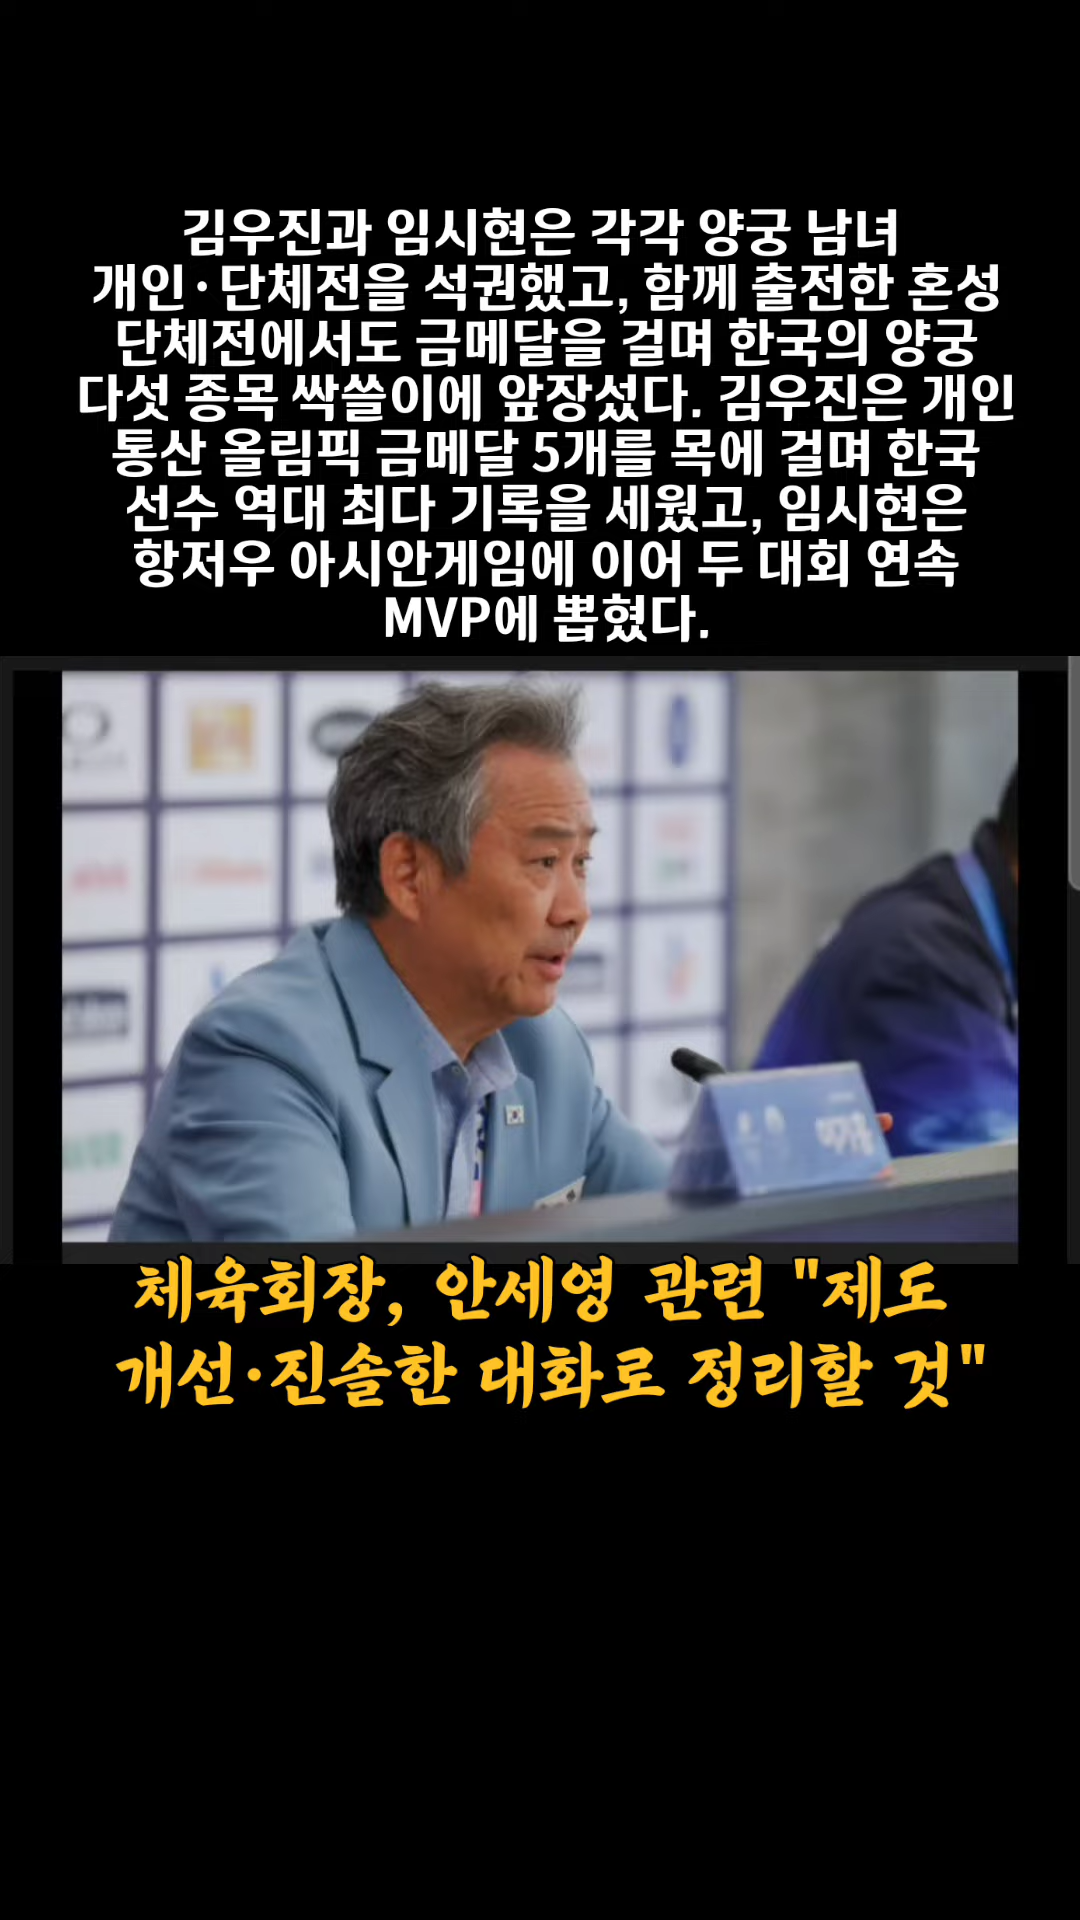 김우진과 임시현은 각각 양궁 남녀
개인·단체전을 석권했고, 함께 출전한 혼성
단체전에서도 금메달을 걸며 한국의 양궁
다섯 종목 싹쓸이에 앞장섰다. 김우진은 개인
통산 올림픽 금메달 5개를 목에 걸며 한국
선수 역대 최다 기록을 세웠고, 임시현은
항저우 아시안게임에 이어 두 대회 연속
MVP에 뽑혔다.
체육회장, 안세영 관련 "제도
개선·진솔한 대화로 정리할 것"